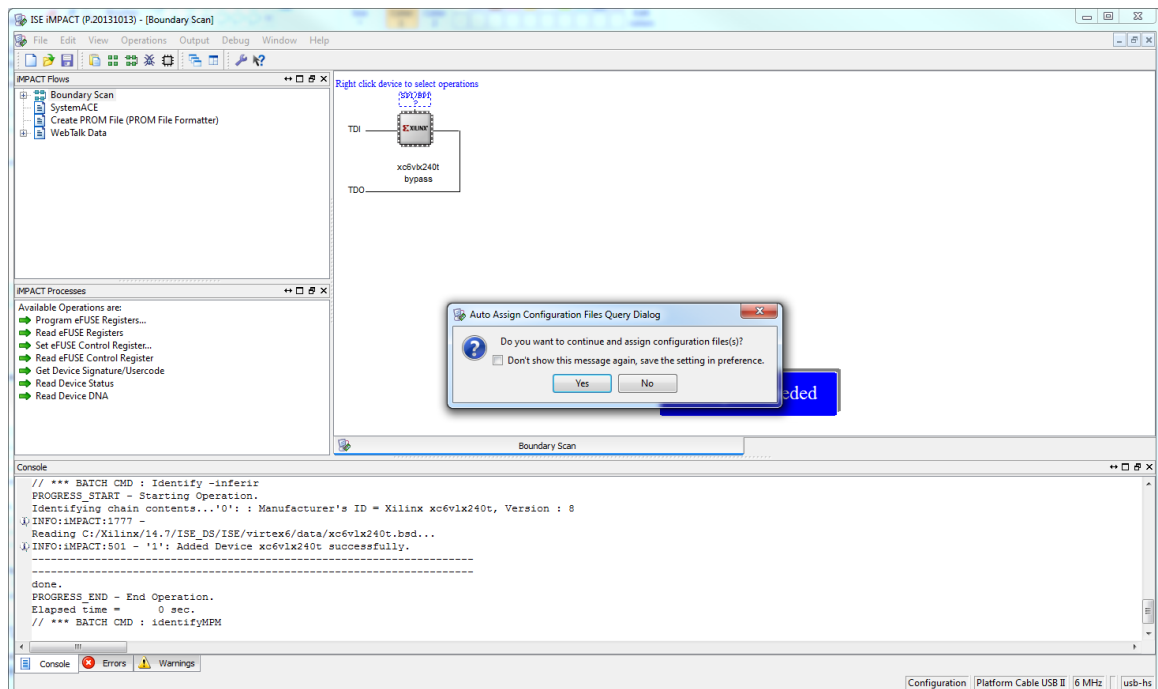 ISE iMPACT (P.20131013) - [Boundary Scan]
File Edit View Operations Output Debug Window Help
iMPACT Flows
Boundary Scan
SystemACE
Create PROM File (PROM File Formatter)
WebTalk Data
Right click device to select operations
SPI/BPI
?
TDI
XILINX
xc6vlx240t
bypass
TDO
iMPACT Processes
Available Operations are:
Program eFUSE Registers...
Read eFUSE Registers
Set eFUSE Control Register...
Read eFUSE Control Register
Get Device Signature/Usercode
Read Device Status
Read Device DNA
Auto Assign Configuration Files Query Dialog
Do you want to continue and assign configuration files(s)?
Don't show this message again, save the setting in preference.
Yes No
eded
Boundary Scan
Console
// *** BATCH CMD : Identify -inferir
PROGRESS_START - Starting Operation.
Identifying chain contents...'0': : Manufacturer's ID = Xilinx xc6vlx240t, Version : 8
INFO:iMPACT:1777 -
Reading C:/Xilinx/14.7/ISE_DS/ISE/virtex6/data/xc6vlx240t.bsd...
INFO:iMPACT:501 - '1': Added Device xc6vlx240t successfully.
----------------------------------------------------------------------
----------------------------------------------------------------------
done.
PROGRESS_END - End Operation.
Elapsed time = 0 sec.
// *** BATCH CMD : identifyMPM
Console Errors Warnings
Configuration Platform Cable USB II 6 MHz usb-hs